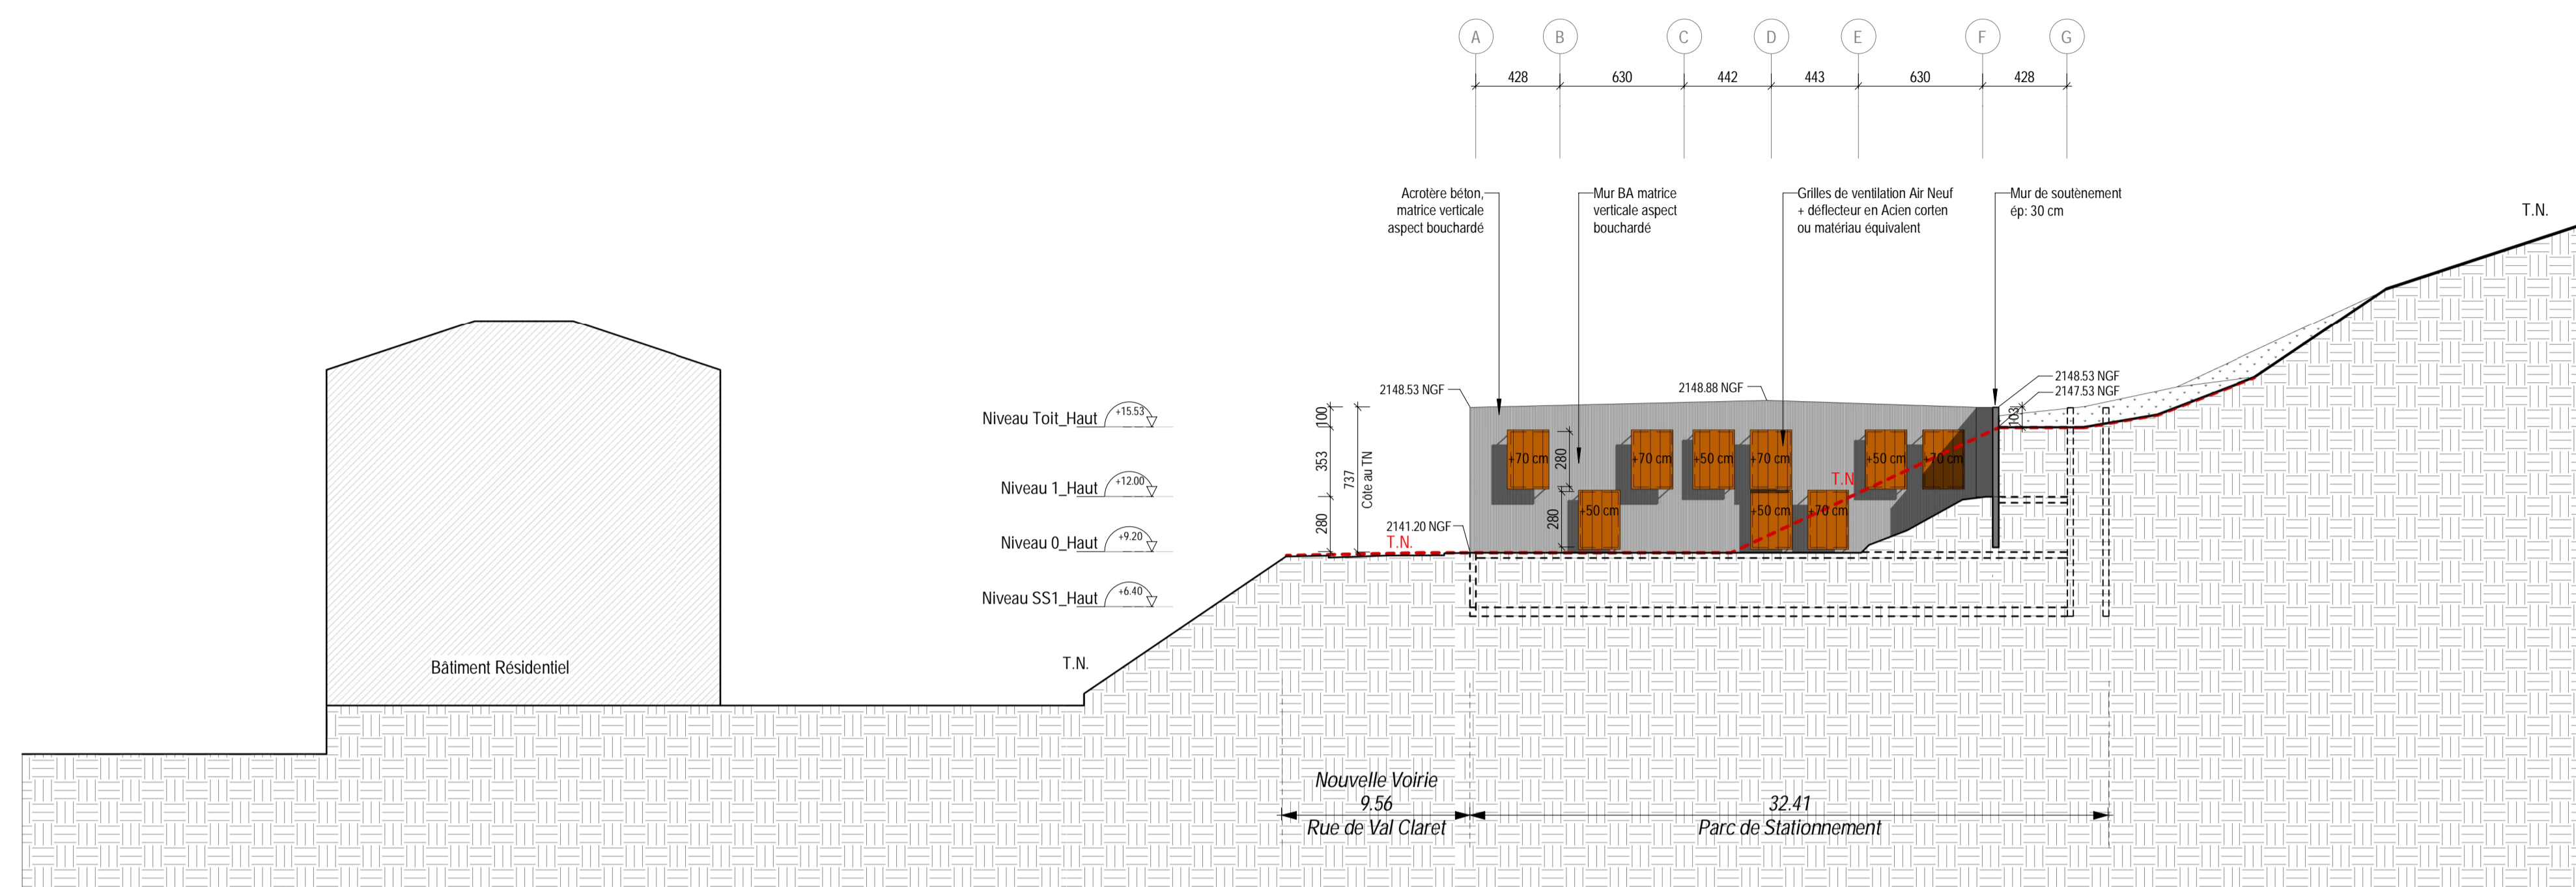 A B C D E F G
428 630 442 443 630 428
Acrotère béton,
matrice verticale
aspect bouchardé
Mur BA matrice
verticale aspect
bouchardé
Grilles de ventilation Air Neuf
+ déflecteur en Acien corten
ou matériau équivalent
Mur de soutènement
ép: 30 cm
T.N.
2148.53 NGF
2148.88 NGF
2148.53 NGF
2147.53 NGF
103
Niveau Toit_Haut +15.53
Niveau 1_Haut +12.00
Niveau 0_Haut +9.20
Niveau SS1_Haut +6.40
100
353
280
737
Côte au TN
2141.20 NGF
T.N.
+70 cm
280
+70 cm
+50 cm
+70 cm
+50 cm
+70 cm
T.N
280
+50 cm
+50 cm
+70 cm
Bâtiment Résidentiel
T.N.
Nouvelle Voirie
9.56
Rue de Val Claret
32.41
Parc de Stationnement